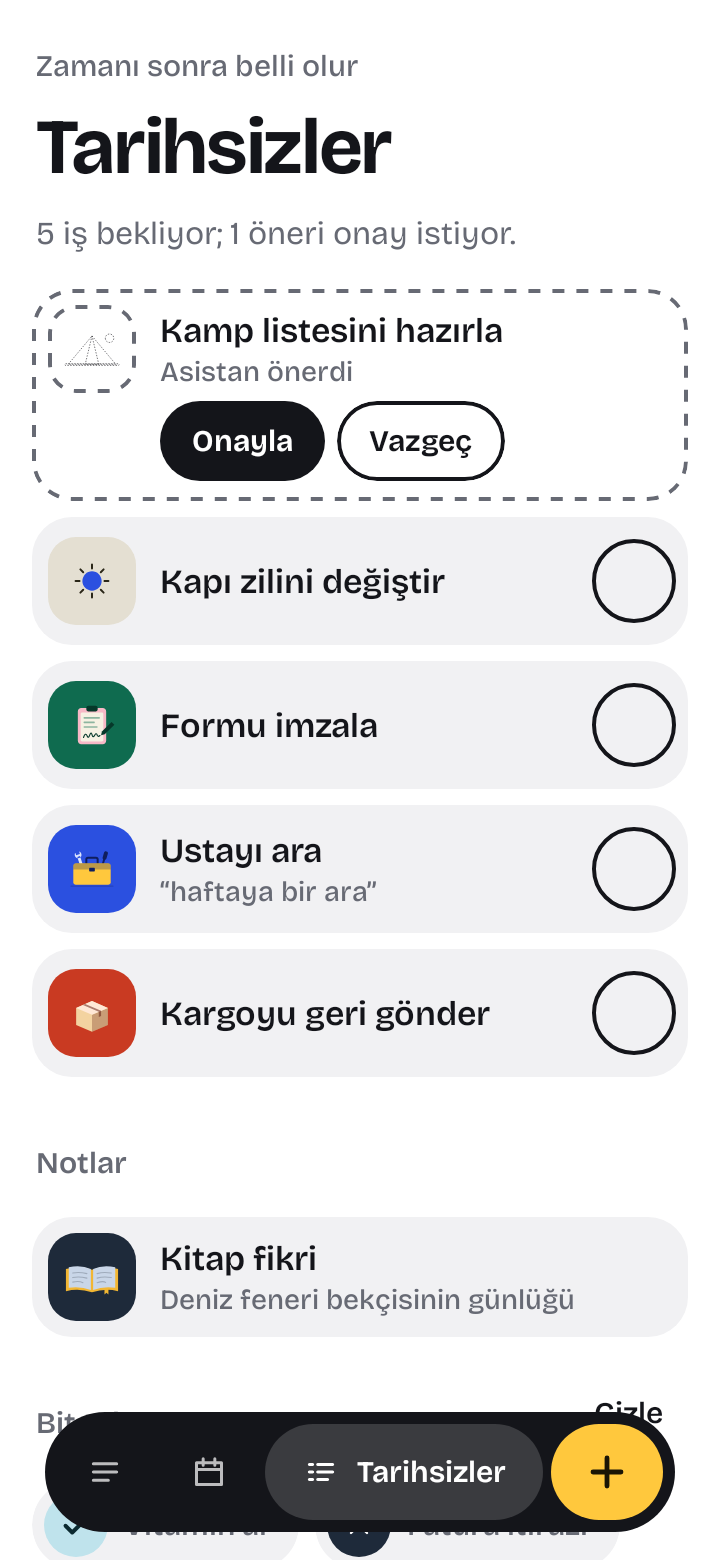 Zamanı sonra belli olur
Tarihsizler
5 iş bekliyor; 1 öneri onay istiyor.
Kamp listesini hazırla
Asistan önerdi
Onayla
Vazgeç
Kapı zilini değiştir
Formu imzala
Ustayı ara
“haftaya bir ara”
Kargoyu geri gönder
Notlar
Kitap fikri
Deniz feneri bekçisinin günlüğü
Gizle
Tarihsizler